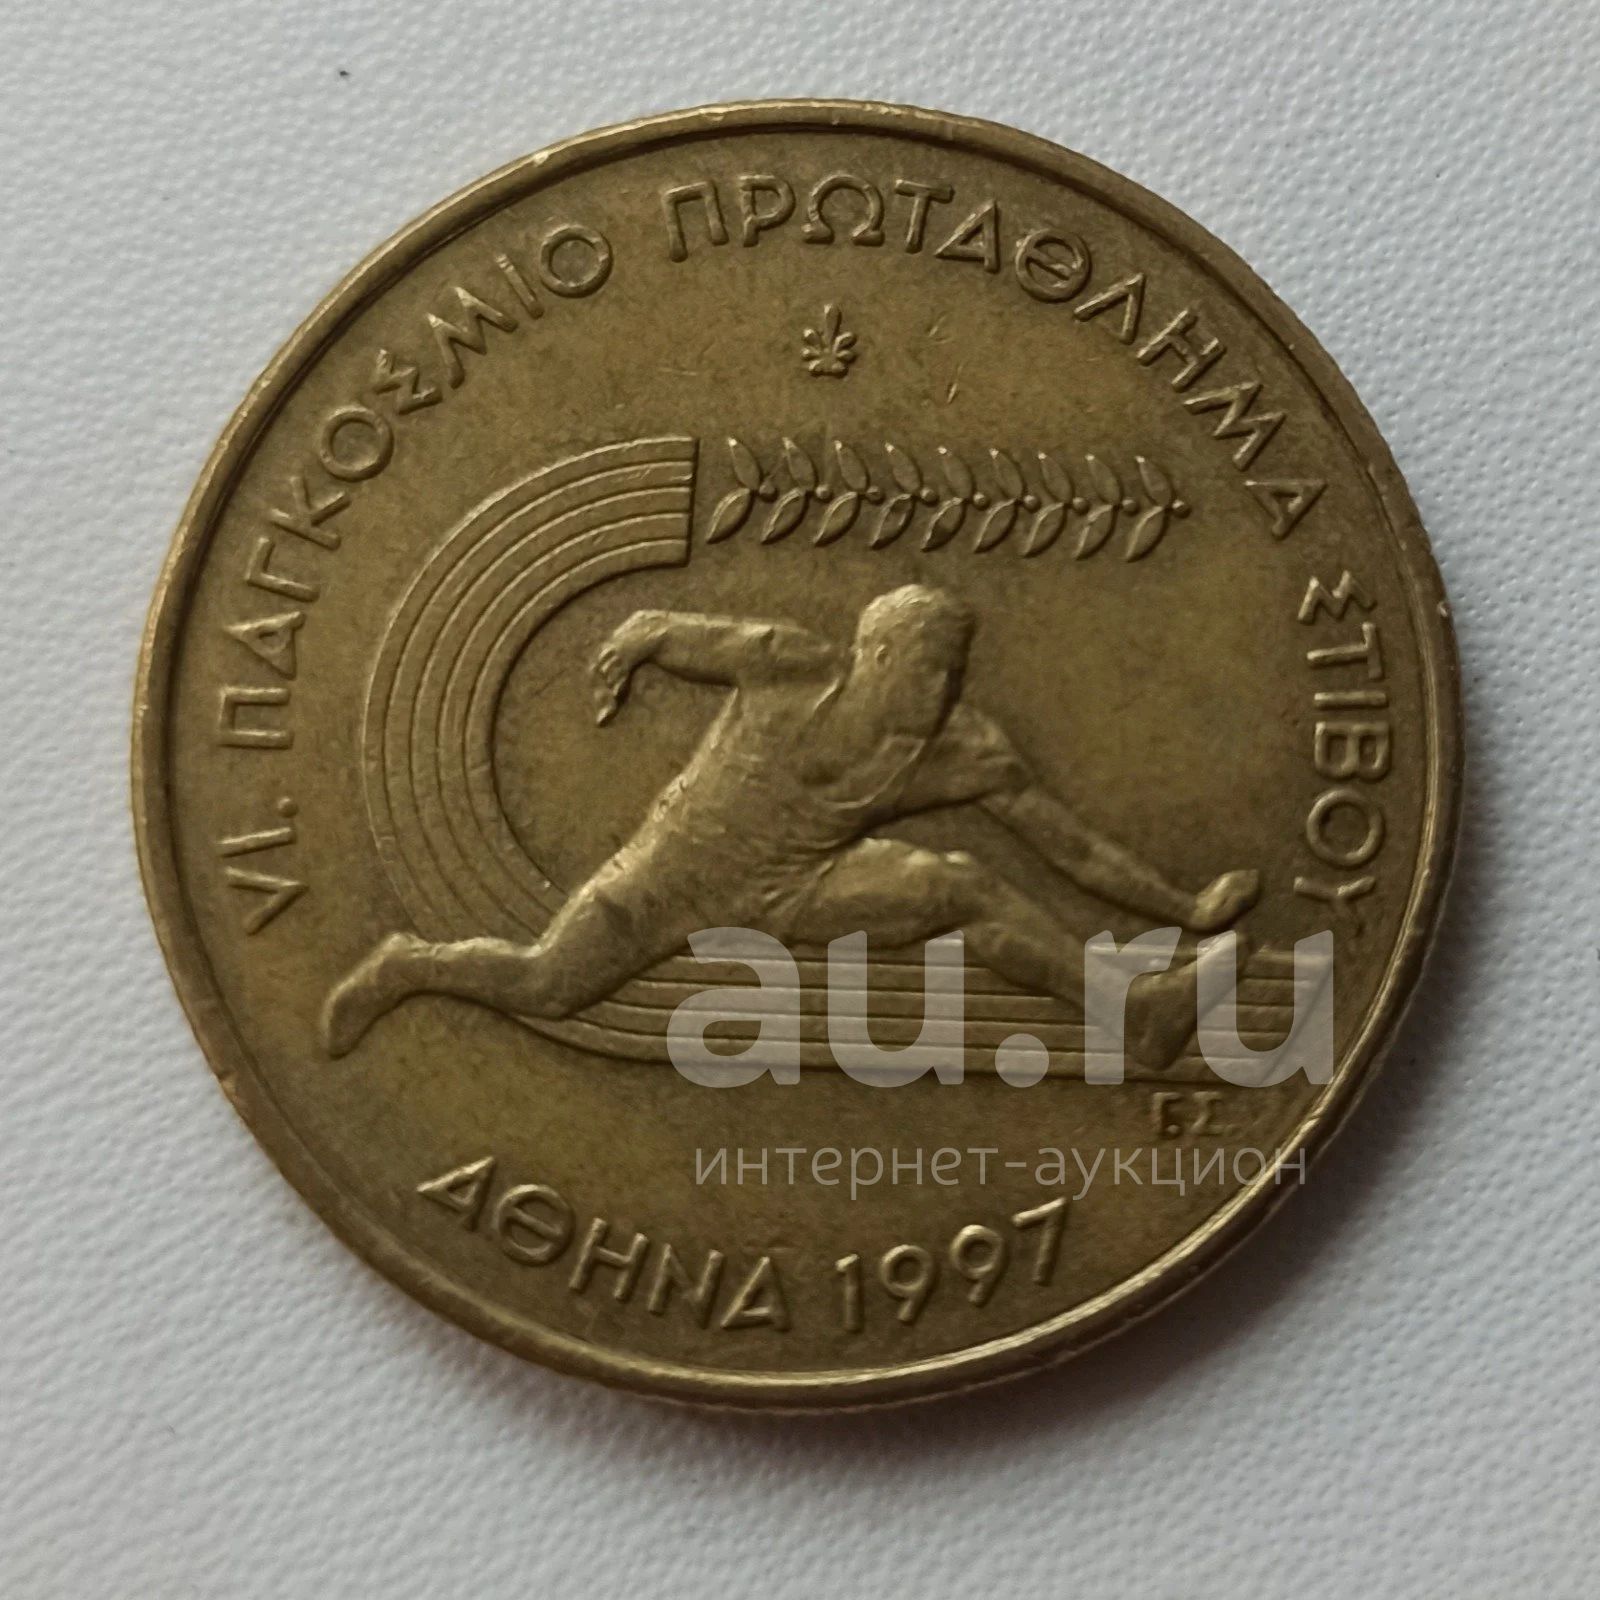 VI. ΠΑΓΚΟΣΜΙΟ ΠΡΩΤΑΘΛΗΜΑ ΣΤΙΒΟΥ
au.ru
Γ.Σ.
интернет-аукцион
ΑΘΗΝΑ 1997